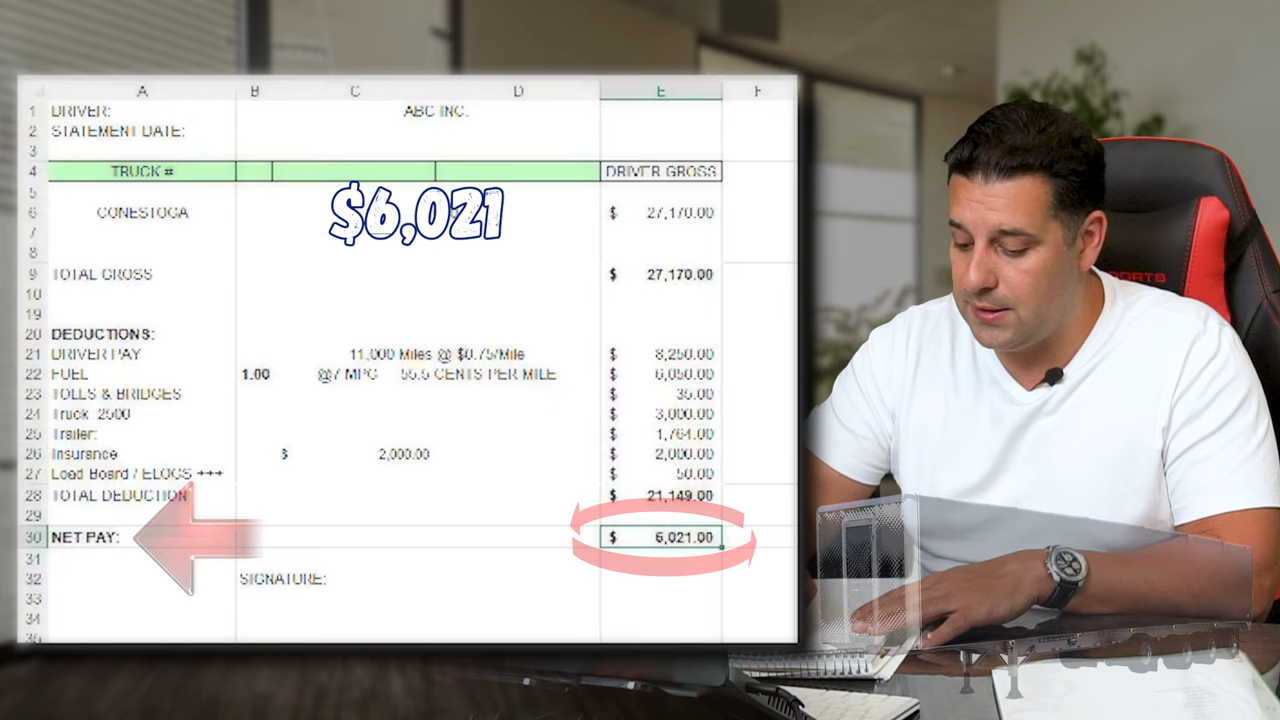 A B C D E F
1 DRIVER: ABC INC.
2 STATEMENT DATE:
3
4 TRUCK # DRIVER GROSS
5
$6,021
6 CONESTOGA $ 27,170.00
7
8
9 TOTAL GROSS $ 27,170.00
10
19
20 DEDUCTIONS:
21 DRIVER PAY 11,000 Miles @ $0.75/Mile $ 8,250.00
22 FUEL 1.00 @7 MPG 55.5 CENTS PER MILE $ 6,050.00
23 TOLLS & BRIDGES $ 35.00
24 Truck 2500 $ 3,000.00
25 Trailer: $ 1,764.00
26 Insurance $ 2,000.00 $ 2,000.00
27 Load Board / ELOGS +++ $ 50.00
28 TOTAL DEDUCTION $ 21,149.00
29
30 NET PAY: $ 6,021.00
31
32 SIGNATURE:
33
34
35